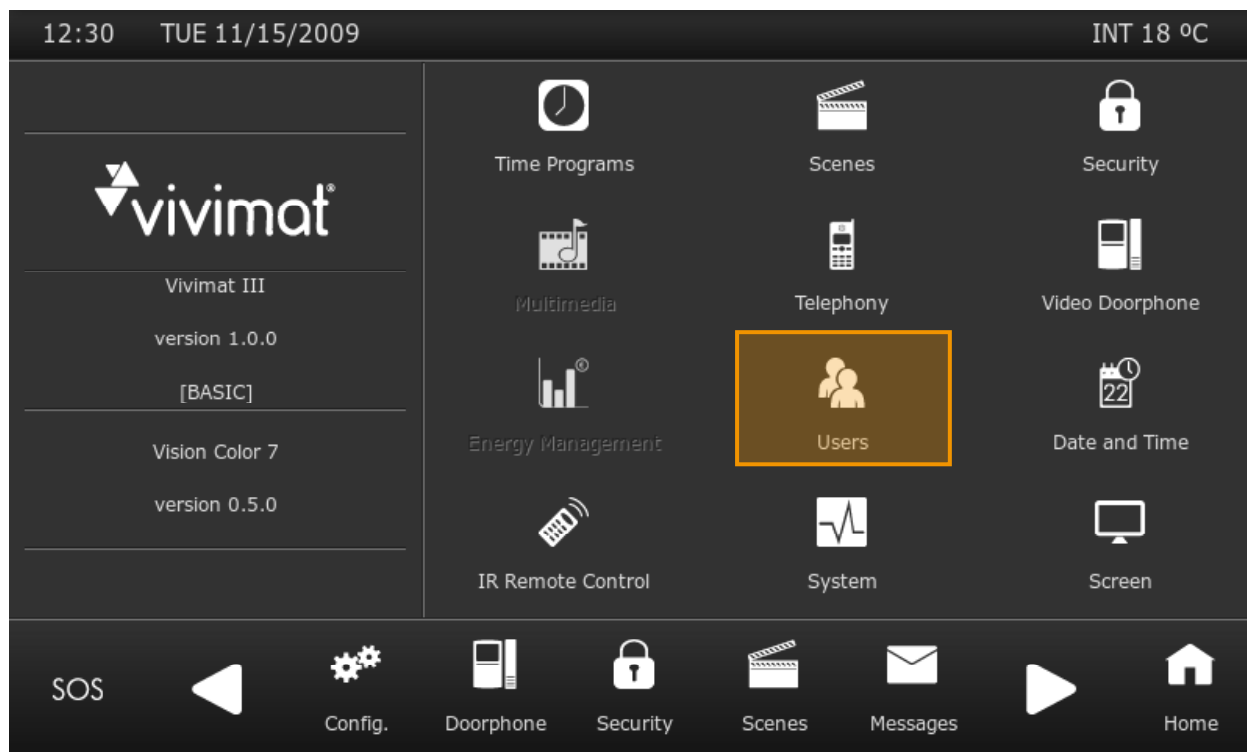 12:30 TUE 11/15/2009 INT 18 ºC
vivimat®
Vivimat III
version 1.0.0
[BASIC]
Vision Color 7
version 0.5.0
Time Programs Scenes Security
Multimedia Telephony Video Doorphone
22
Energy Management Users Date and Time
IR Remote Control System Screen
SOS Config. Doorphone Security Scenes Messages Home